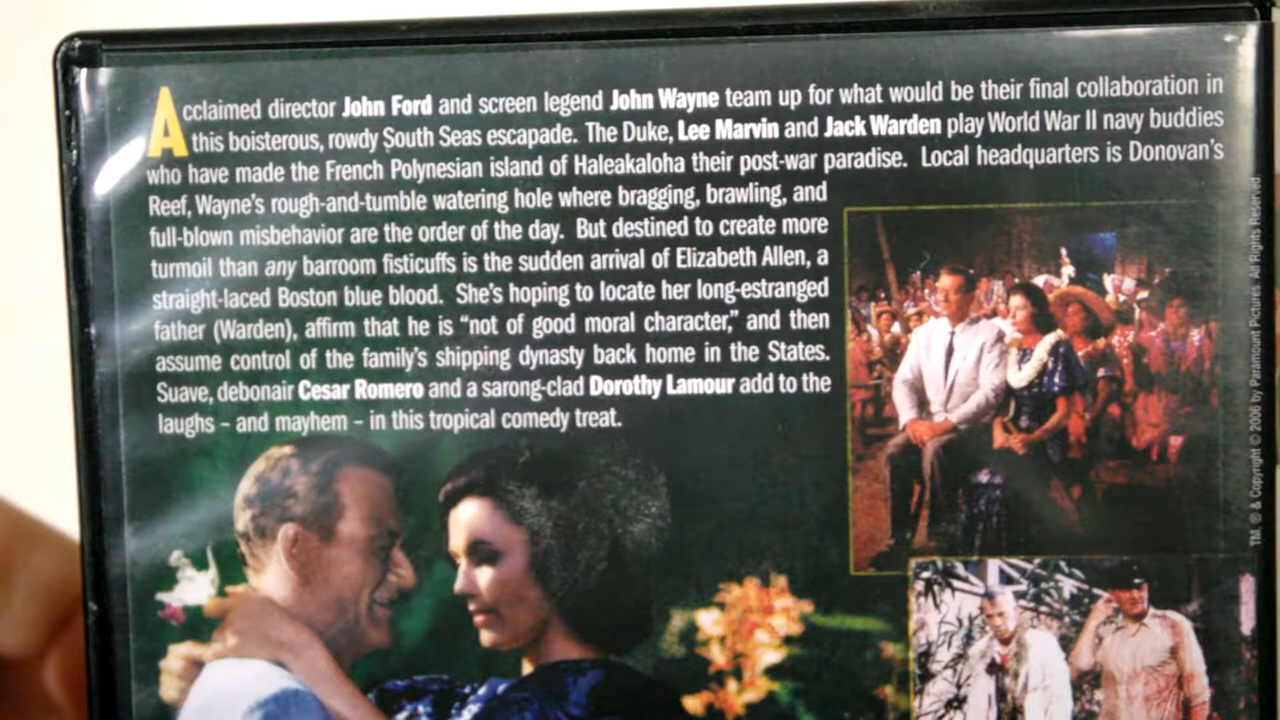 Acclaimed director John Ford and screen legend John Wayne team up for what would be their final collaboration in
this boisterous, rowdy South Seas escapade. The Duke, Lee Marvin and Jack Warden play World War II navy buddies
who have made the French Polynesian island of Haleakaloha their post-war paradise. Local headquarters is Donovan's
Reef, Wayne's rough-and-tumble watering hole where bragging, brawling, and
full-blown misbehavior are the order of the day. But destined to create more
turmoil than any barroom fisticuffs is the sudden arrival of Elizabeth Allen, a
straight-laced Boston blue blood. She's hoping to locate her long-estranged
father (Warden), affirm that he is “not of good moral character,” and then
assume control of the family's shipping dynasty back home in the States.
Suave, debonair Cesar Romero and a sarong-clad Dorothy Lamour add to the
laughs – and mayhem – in this tropical comedy treat.
TM, ® & Copyright © 2006 by Paramount Pictures. All Rights Reserved